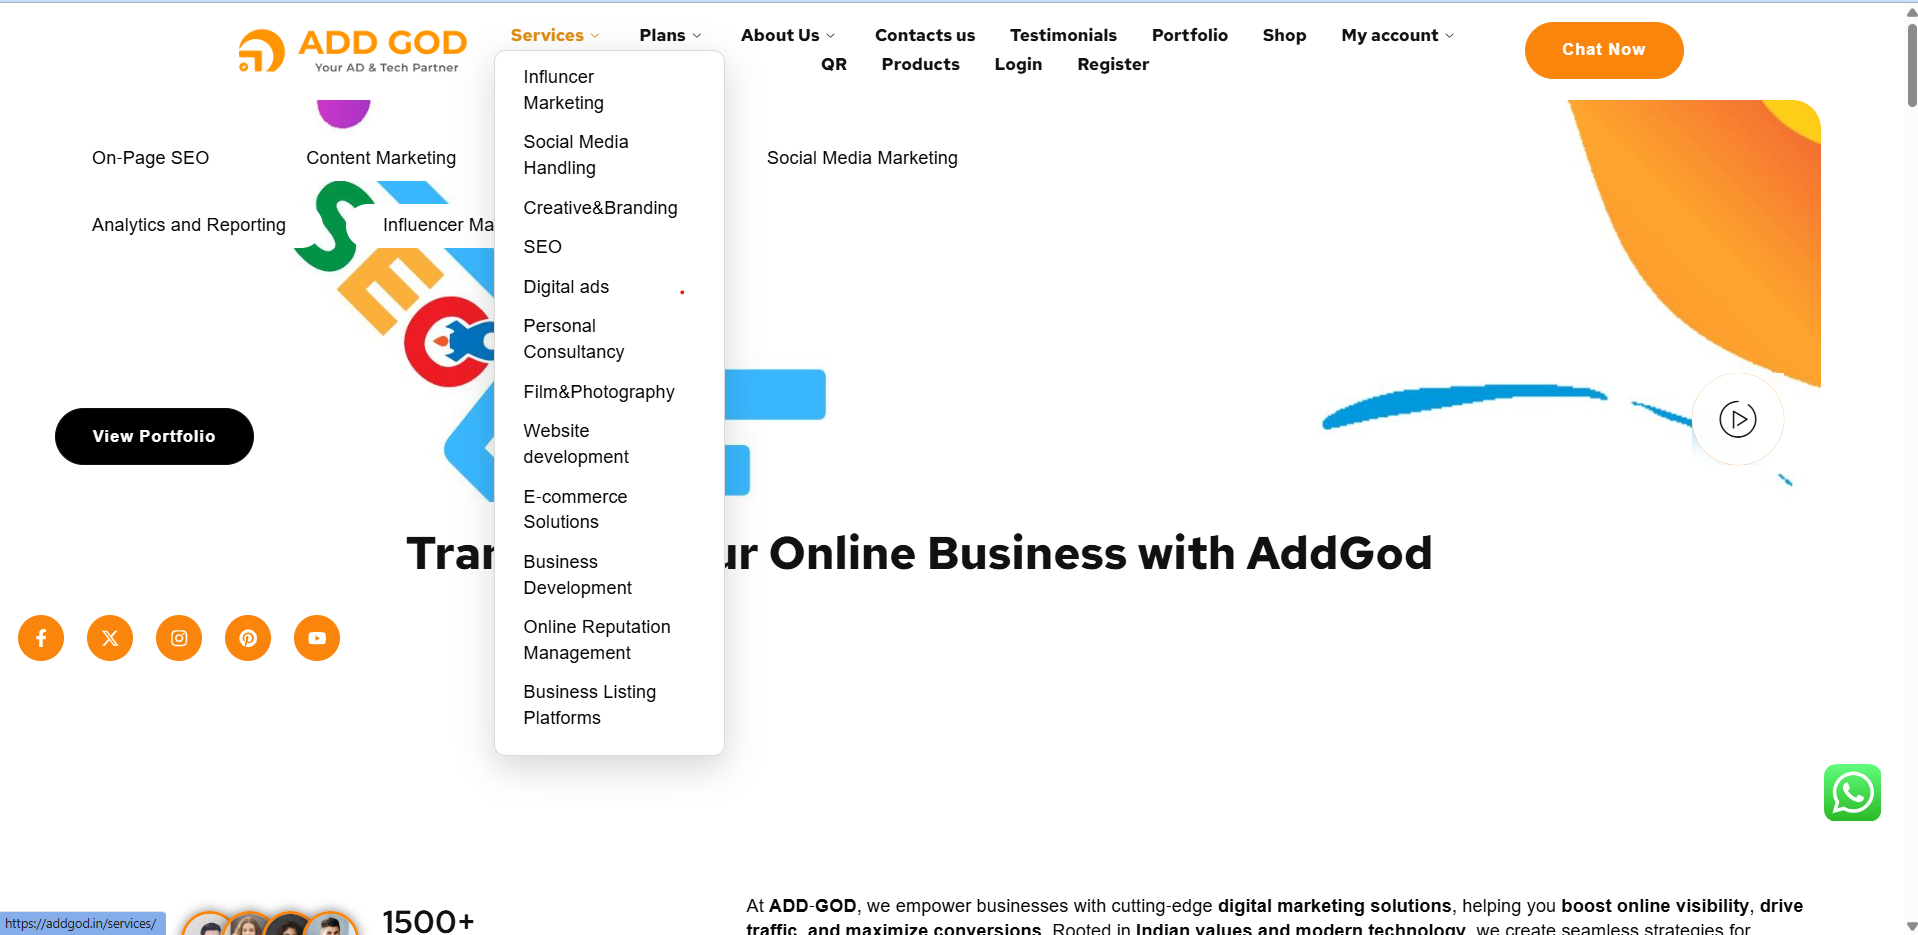 ADD GOD
Your AD & Tech Partner
Services
Plans
About Us
Contacts us
Testimonials
Portfolio
Shop
My account
QR
Products
Login
Register
Chat Now
Influncer
Marketing
Social Media
Handling
Creative&Branding
SEO
Digital ads
Personal
Consultancy
Film&Photography
Website
development
E-commerce
Solutions
Business
Development
Online Reputation
Management
Business Listing
Platforms
On-Page SEO
Content Marketing
Social Media Marketing
Analytics and Reporting
Influencer Ma
View Portfolio
Tran ur Online Business with AddGod
1500+
At ADD-GOD, we empower businesses with cutting-edge digital marketing solutions, helping you boost online visibility, drive
traffic, and maximize conversions. Rooted in Indian values and modern technology, we create seamless strategies for
https://addgod.in/services/